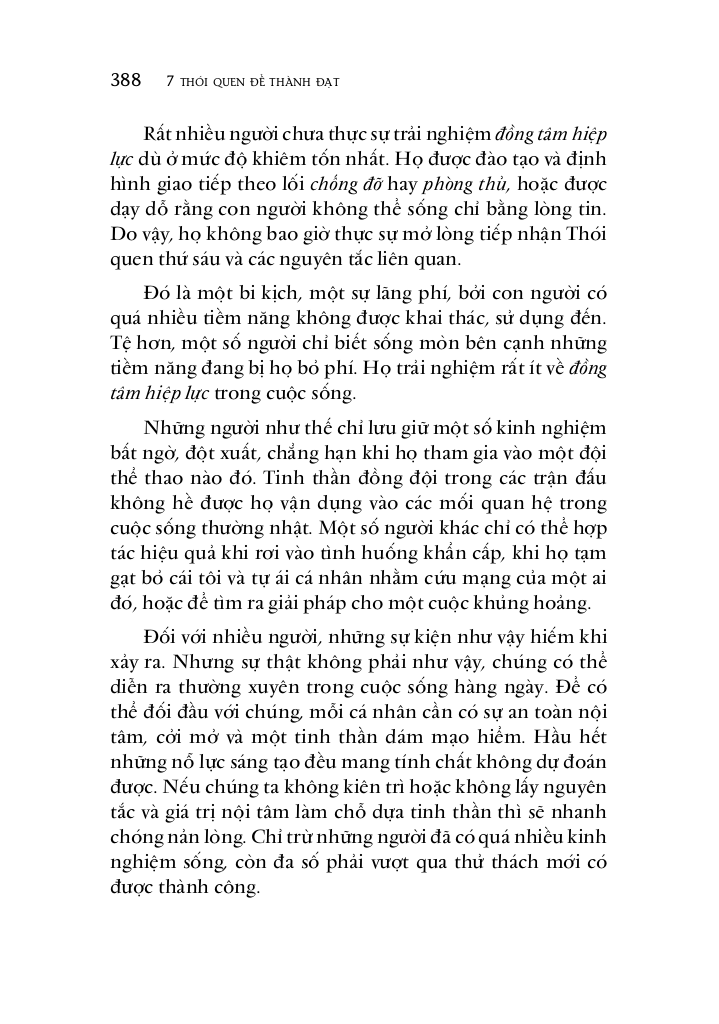 388 7 THÓI QUEN ĐỂ THÀNH ĐẠT
Rất nhiều người chưa thực sự trải nghiệm đồng tâm hiệp
lực dù ở mức độ khiêm tốn nhất. Họ được đào tạo và định
hình giao tiếp theo lối chống đỡ hay phòng thủ, hoặc được
dạy dỗ rằng con người không thể sống chỉ bằng lòng tin.
Do vậy, họ không bao giờ thực sự mở lòng tiếp nhận Thói
quen thứ sáu và các nguyên tắc liên quan.
Đó là một bi kịch, một sự lãng phí, bởi con người có
quá nhiều tiềm năng không được khai thác, sử dụng đến.
Tệ hơn, một số người chỉ biết sống mòn bên cạnh những
tiềm năng đang bị họ bỏ phí. Họ trải nghiệm rất ít về đồng
tâm hiệp lực trong cuộc sống.
Những người như thế chỉ lưu giữ một số kinh nghiệm
bất ngờ, đột xuất, chẳng hạn khi họ tham gia vào một đội
thể thao nào đó. Tinh thần đồng đội trong các trận đấu
không hề được họ vận dụng vào các mối quan hệ trong
cuộc sống thường nhật. Một số người khác chỉ có thể hợp
tác hiệu quả khi rơi vào tình huống khẩn cấp, khi họ tạm
gạt bỏ cái tôi và tự ái cá nhân nhằm cứu mạng của một ai
đó, hoặc để tìm ra giải pháp cho một cuộc khủng hoảng.
Đối với nhiều người, những sự kiện như vậy hiếm khi
xảy ra. Nhưng sự thật không phải như vậy, chúng có thể
diễn ra thường xuyên trong cuộc sống hàng ngày. Để có
thể đối đầu với chúng, mỗi cá nhân cần có sự an toàn nội
tâm, cởi mở và một tinh thần dám mạo hiểm. Hầu hết
những nỗ lực sáng tạo đều mang tính chất không dự đoán
được. Nếu chúng ta không kiên trì hoặc không lấy nguyên
tắc và giá trị nội tâm làm chỗ dựa tinh thần thì sẽ nhanh
chóng nản lòng. Chỉ trừ những người đã có quá nhiều kinh
nghiệm sống, còn đa số phải vượt qua thử thách mới có
được thành công.